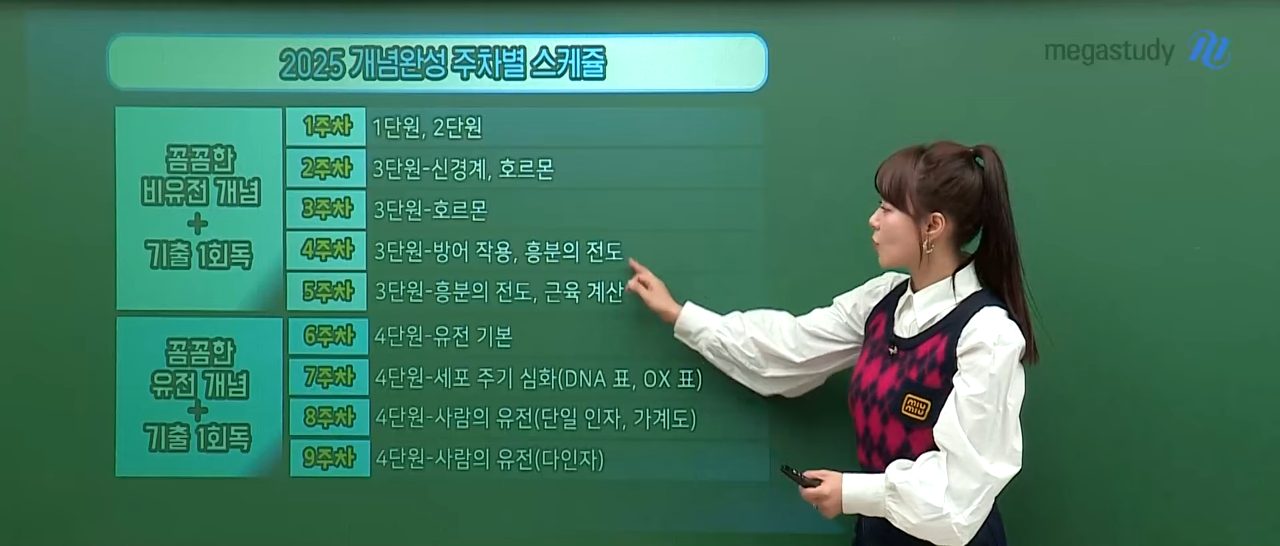 2025 개념완성 주차별 스케쥴
megastudy
꼼꼼한
비유전 개념
+
기출 1회독
1주차 1단원, 2단원
2주차 3단원-신경계, 호르몬
3주차 3단원-호르몬
4주차 3단원-방어 작용, 흥분의 전도
5주차 3단원-흥분의 전도, 근육 계산
꼼꼼한
유전 개념
+
기출 1회독
6주차 4단원-유전 기본
7주차 4단원-세포 주기 심화(DNA 표, OX 표)
8주차 4단원-사람의 유전(단일 인자, 가계도)
9주차 4단원-사람의 유전(다인자)
miu
miu